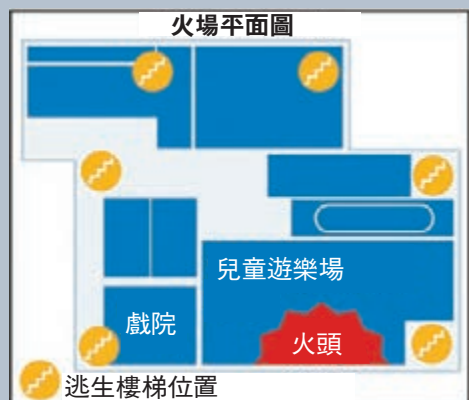 火場平面圖
兒童遊樂場
戲院
火頭
逃生樓梯位置